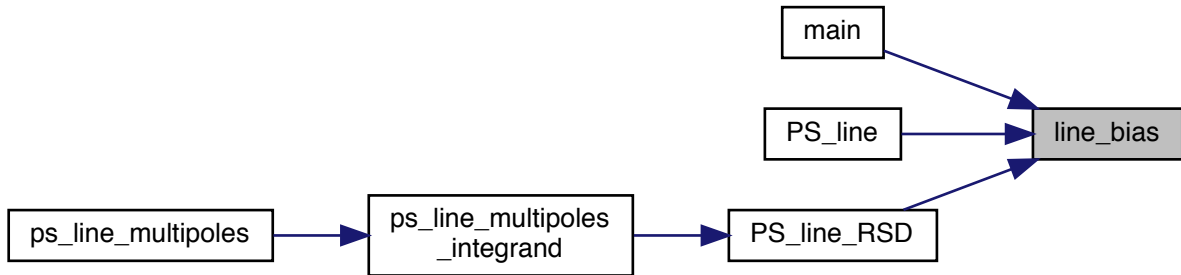 main
PS_line
line_bias
ps_line_multipoles
ps_line_multipoles
_integrand
PS_line_RSD